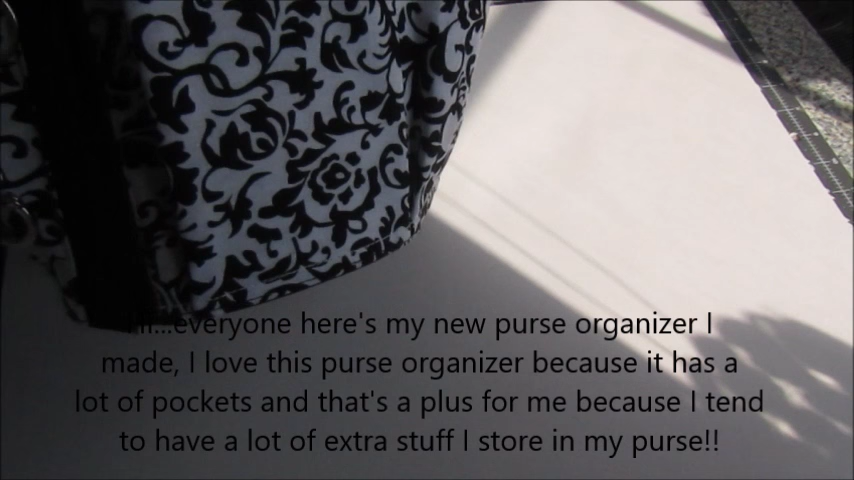 Hi...everyone here's my new purse organizer I
made, I love this purse organizer because it has a
lot of pockets and that's a plus for me because I tend
to have a lot of extra stuff I store in my purse!!